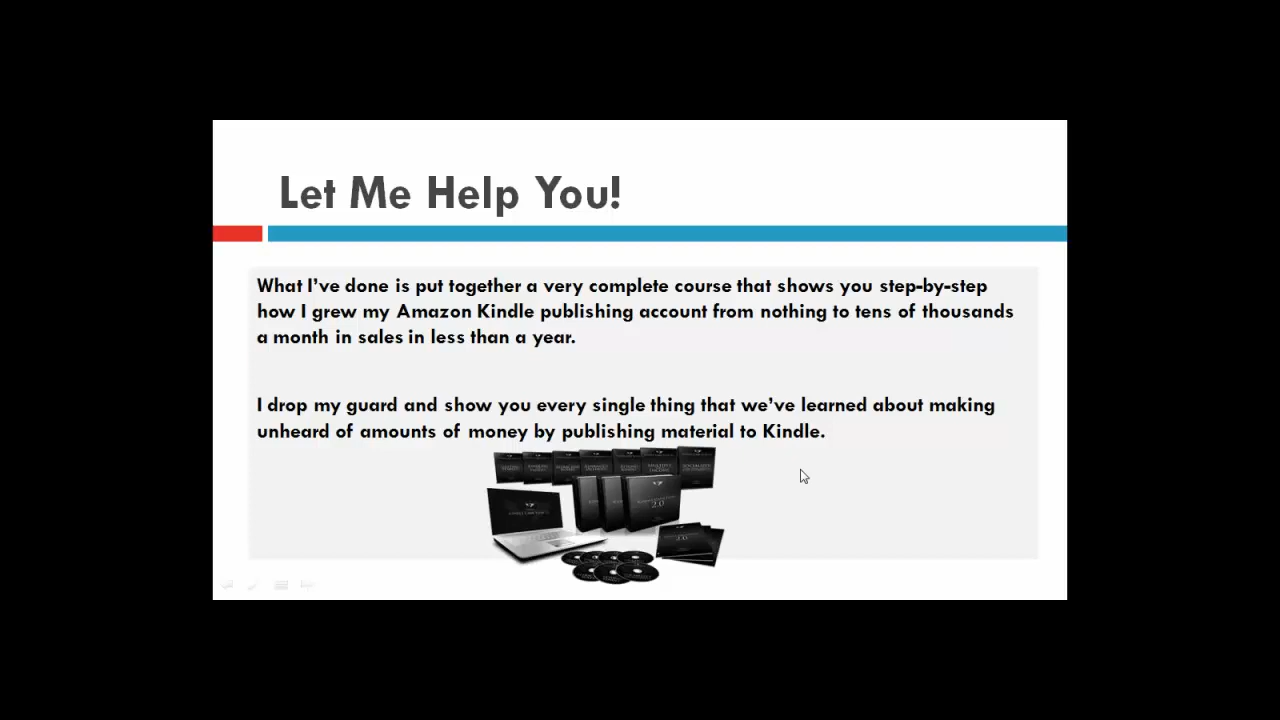 Let Me Help You!
What I've done is put together a very complete course that shows you step-by-step
how I grew my Amazon Kindle publishing account from nothing to tens of thousands
a month in sales in less than a year.
I drop my guard and show you every single thing that we've learned about making
unheard of amounts of money by publishing material to Kindle.
2.0